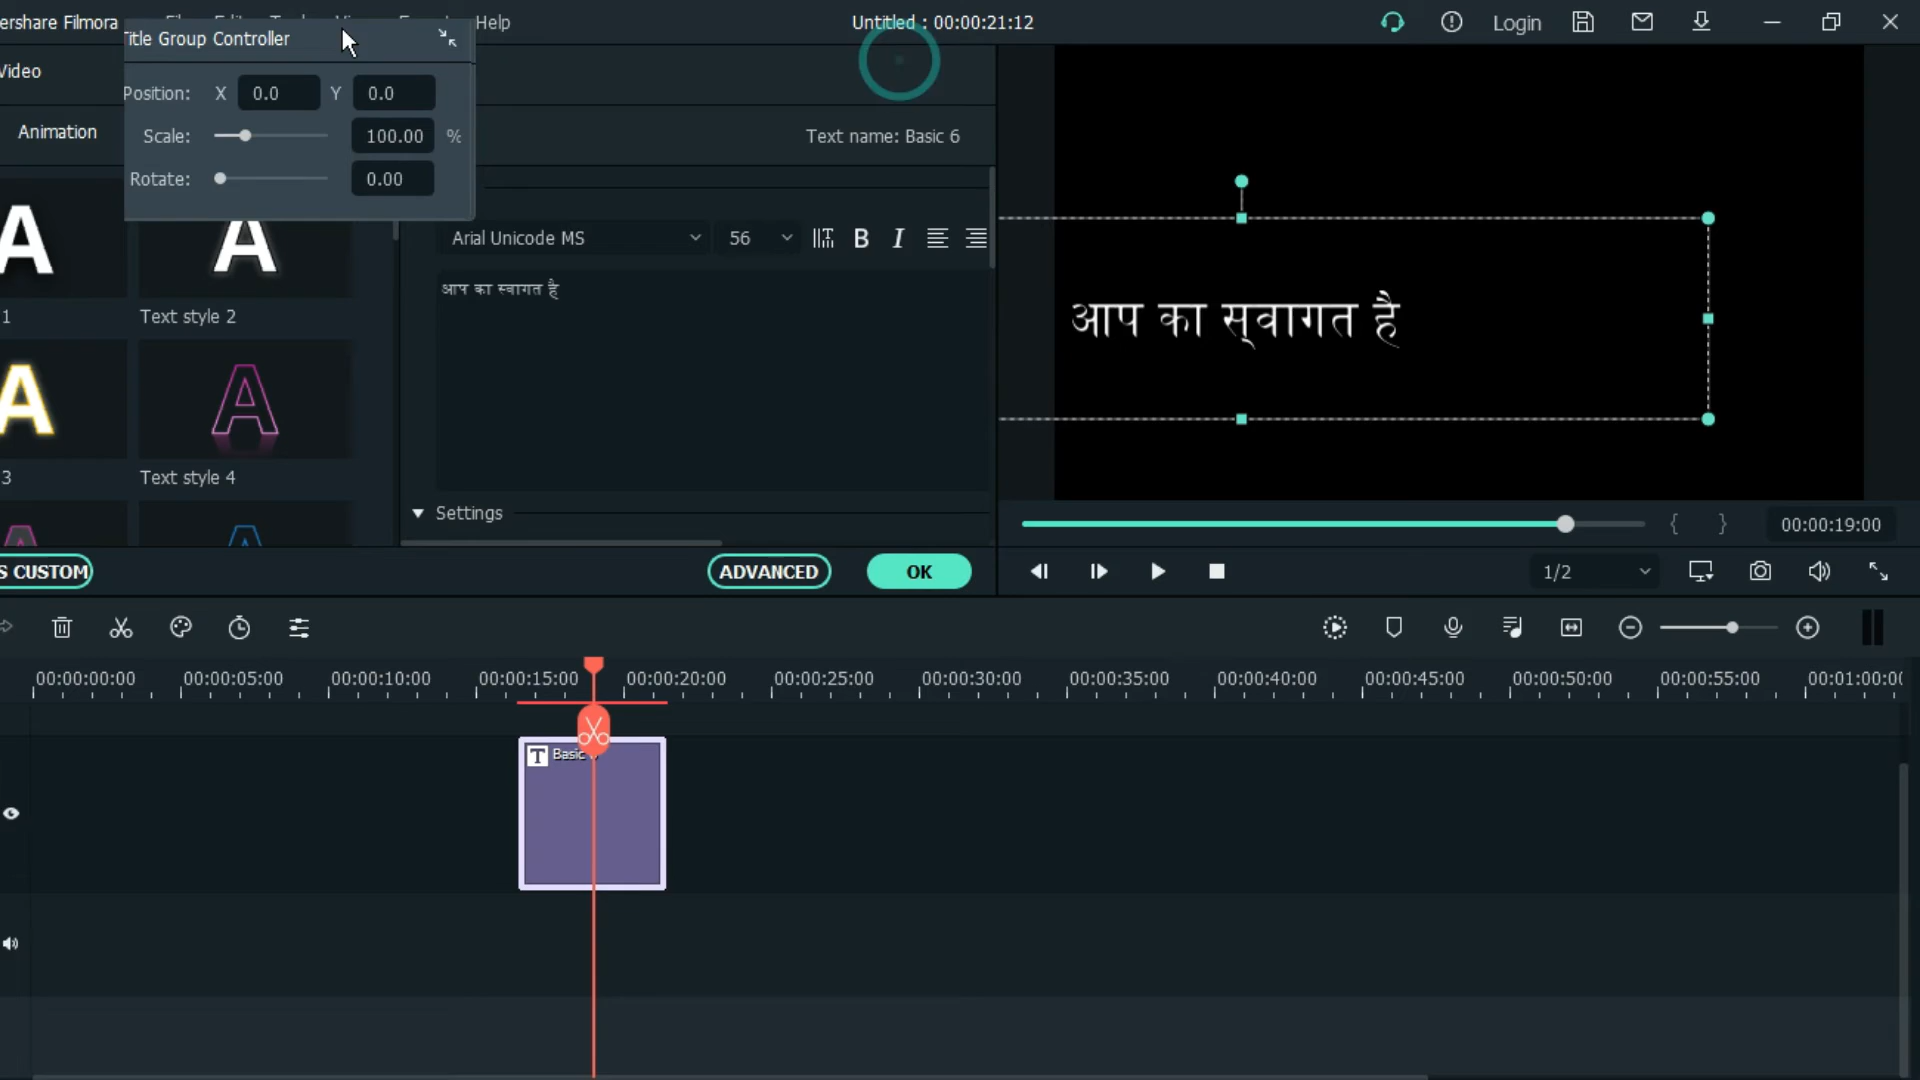 ershare Filmora
Help
Untitled : 00:00:21:12
Login
Title Group Controller
Video
Position: X 0.0 Y 0.0
Animation
Scale: 100.00 %
Text name: Basic 6
Rotate: 0.00
Arial Unicode MS 56 B I
A A
1 Text style 2
आप का स्वागत है
आप का स्‌वागत है
A A
3 Text style 4
Settings
00:00:19:00
S CUSTOM
ADVANCED
OK
1/2
00:00:00:00 00:00:05:00 00:00:10:00 00:00:15:00 00:00:20:00 00:00:25:00 00:00:30:00 00:00:35:00 00:00:40:00 00:00:45:00 00:00:50:00 00:00:55:00 00:01:00:0
T Basic